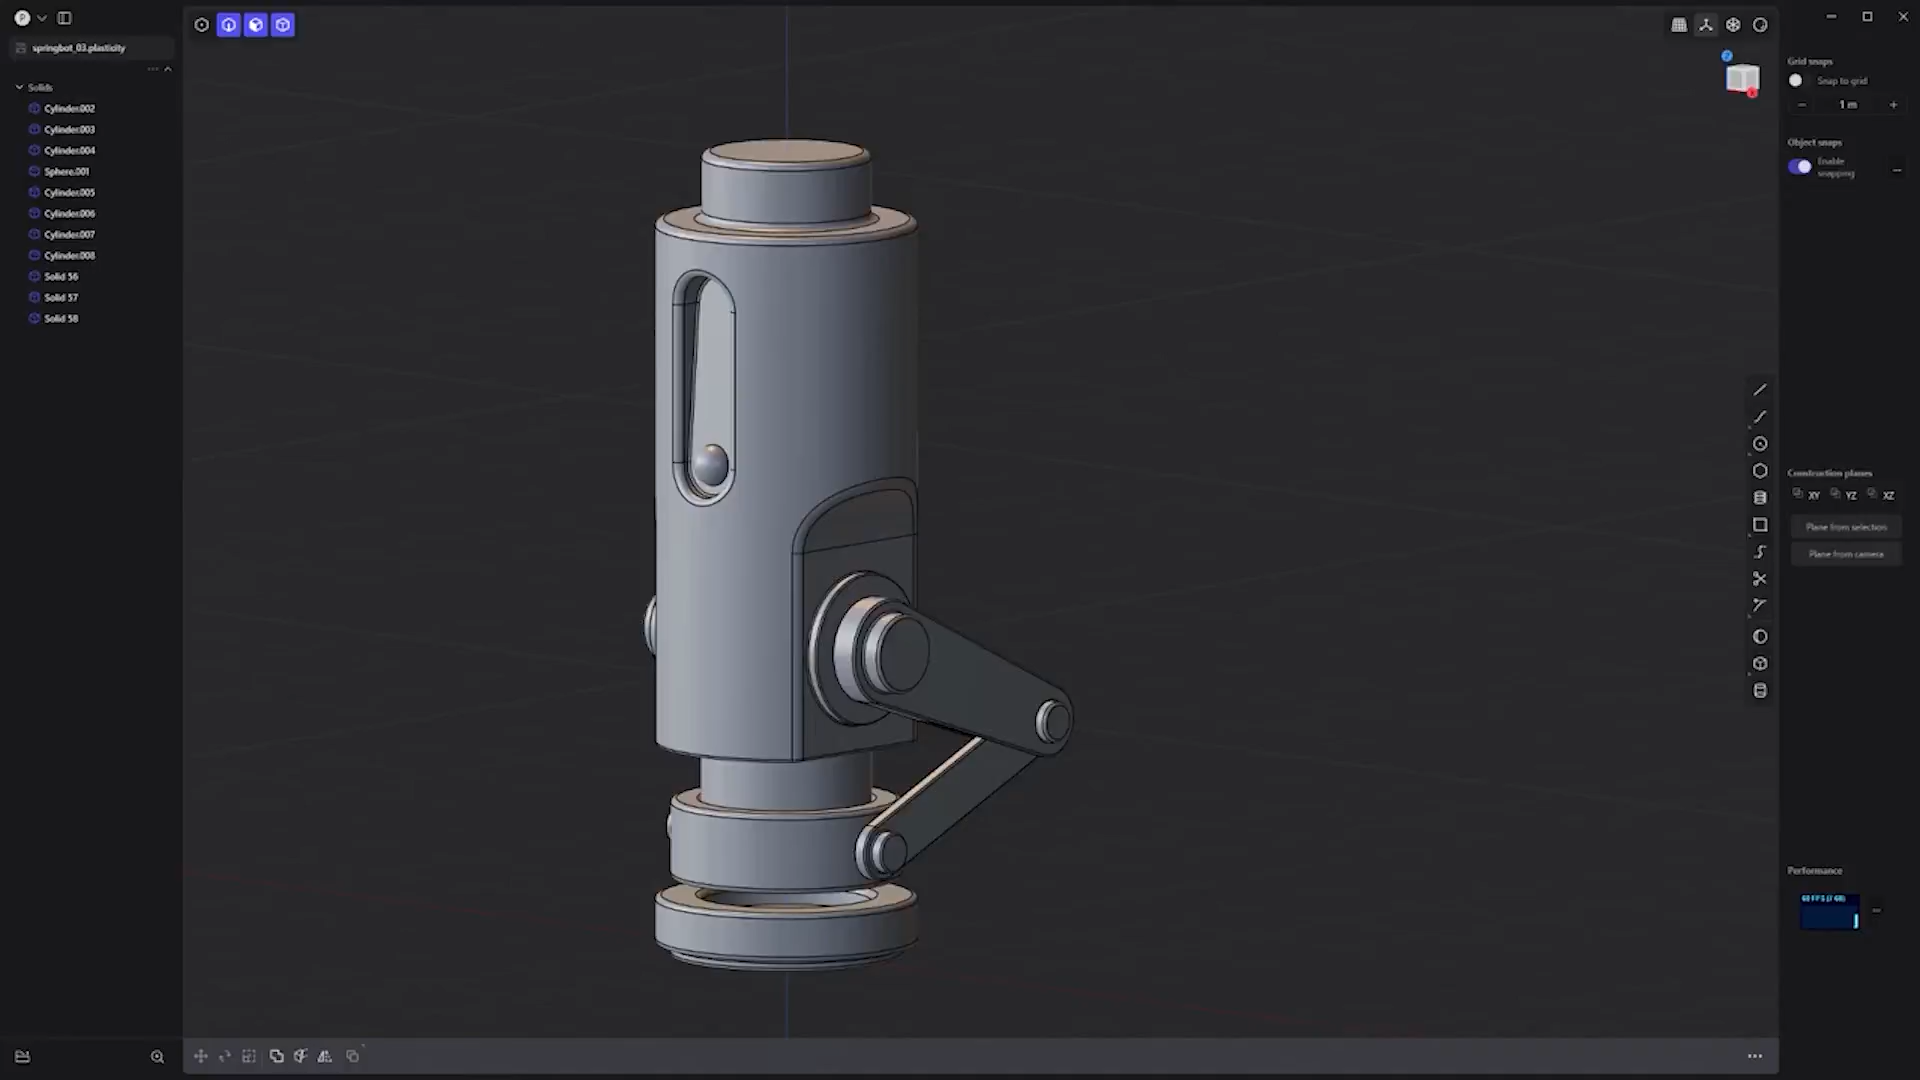 P
springbot_03.plasticity
Solids
Cylinder.002
Cylinder.003
Cylinder.004
Sphere.001
Cylinder.005
Cylinder.006
Cylinder.007
Cylinder.008
Solid 56
Solid 57
Solid 58
Grid snaps
Snap to grid
1 m
Object snaps
Enable
snapping
Construction planes
XY YZ XZ
Plane from selection
Plane from camera
Performance